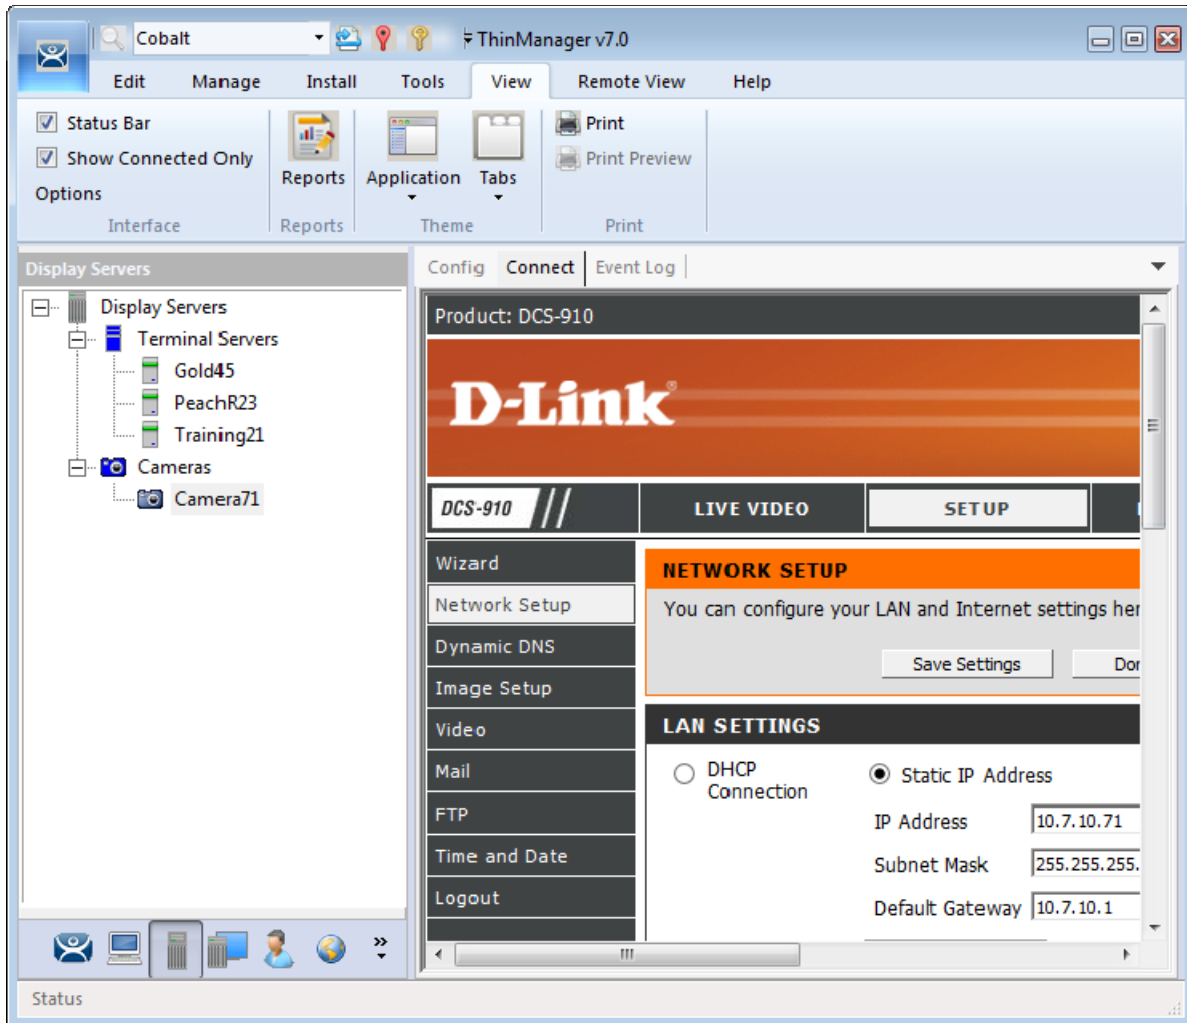 Cobalt
ThinManager v7.0
Edit Manage Install Tools View Remote View Help
Status Bar
Show Connected Only
Options
Interface
Reports
Reports
Application
Tabs
Theme
Print
Print Preview
Print
Display Servers
Display Servers
Terminal Servers
Gold45
PeachR23
Training21
Cameras
Camera71
Config Connect Event Log
Product: DCS-910
D-Link®
DCS-910 LIVE VIDEO SETUP
Wizard
Network Setup
Dynamic DNS
Image Setup
Video
Mail
FTP
Time and Date
Logout
NETWORK SETUP
You can configure your LAN and Internet settings her
Save Settings Dor
LAN SETTINGS
DHCP
Connection
Static IP Address
IP Address 10.7.10.71
Subnet Mask 255.255.255.
Default Gateway 10.7.10.1
Status